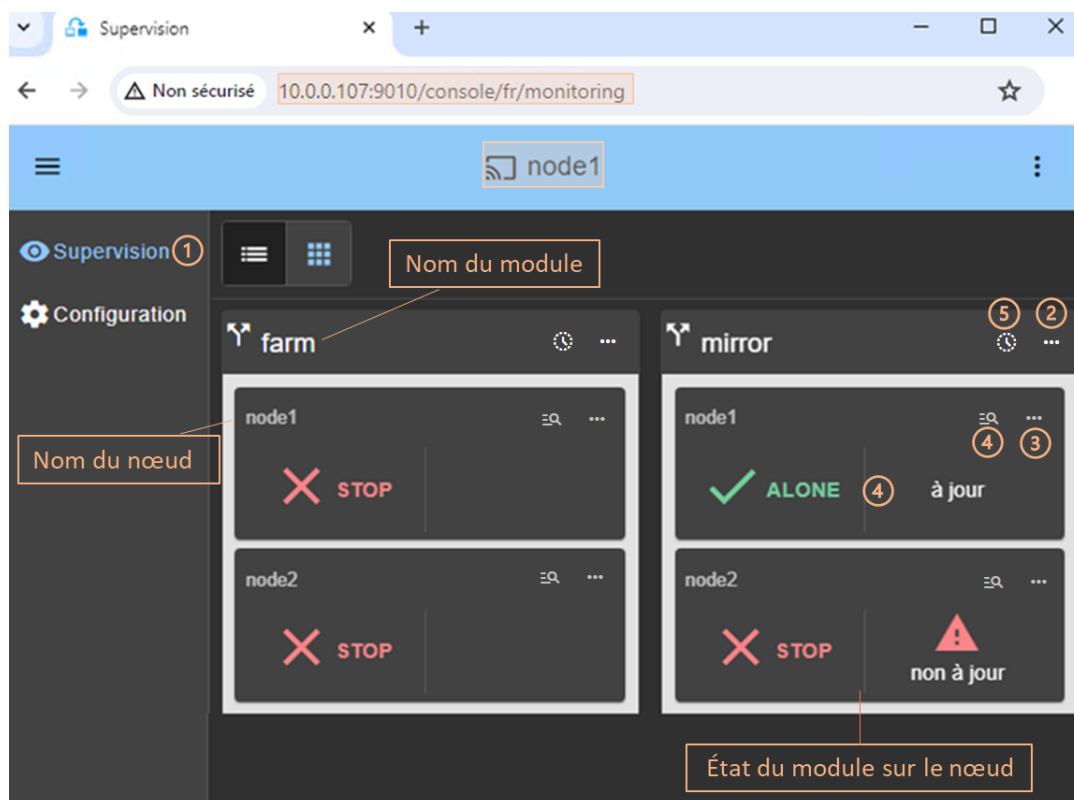 Supervision
Non sécurisé 10.0.0.107:9010/console/fr/monitoring
node1
Supervision 1
Configuration
Nom du module
farm
5 2
mirror
node1
Nom du nœud
STOP
node1
4 3
ALONE 4 à jour
node2
STOP
node2
STOP
non à jour
État du module sur le nœud